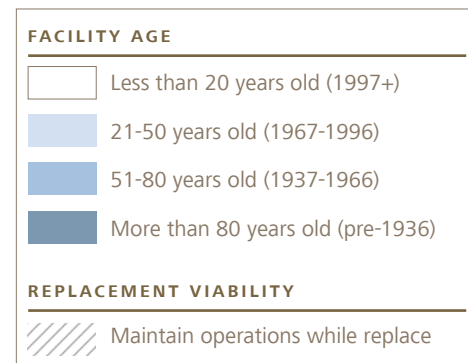 FACILITY AGE
Less than 20 years old (1997+)
21-50 years old (1967-1996)
51-80 years old (1937-1966)
More than 80 years old (pre-1936)
REPLACEMENT VIABILITY
Maintain operations while replace